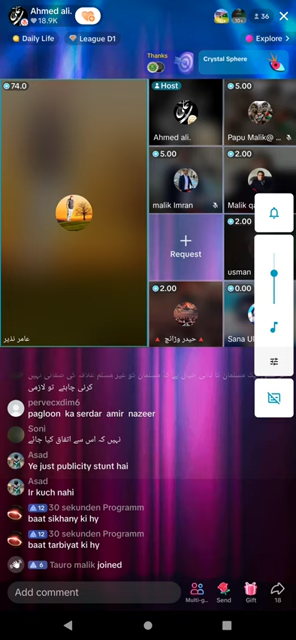 Ahmed ali.
18.9K
36
Daily Life
League D1
Explore >
Thanks
Crystal Sphere
74.0
عامر نذیر
Host
Ahmed ali.
5.00
Papu Malik@ ...
5.00
malik Imran
2.00
Malik
+
Request
2.00
usman
2.00
حیدر وڑائچ
0.00
Sana
کرنی چاہئے تو لازمی
pervecxdim6
pagloon ka serdar amir nazeer
Soni
نہیں کہ اس سے اتفاق کیا جائے
Asad
Ye just publicity stunt hai
Asad
Ir kuch nahi
12 30 sekunden Programm
baat sikhany ki hy
12 30 sekunden Programm
baat tarbiyat ki hy
6 Tauro malik joined
Add comment
Multi-g...
Send
Gift
18